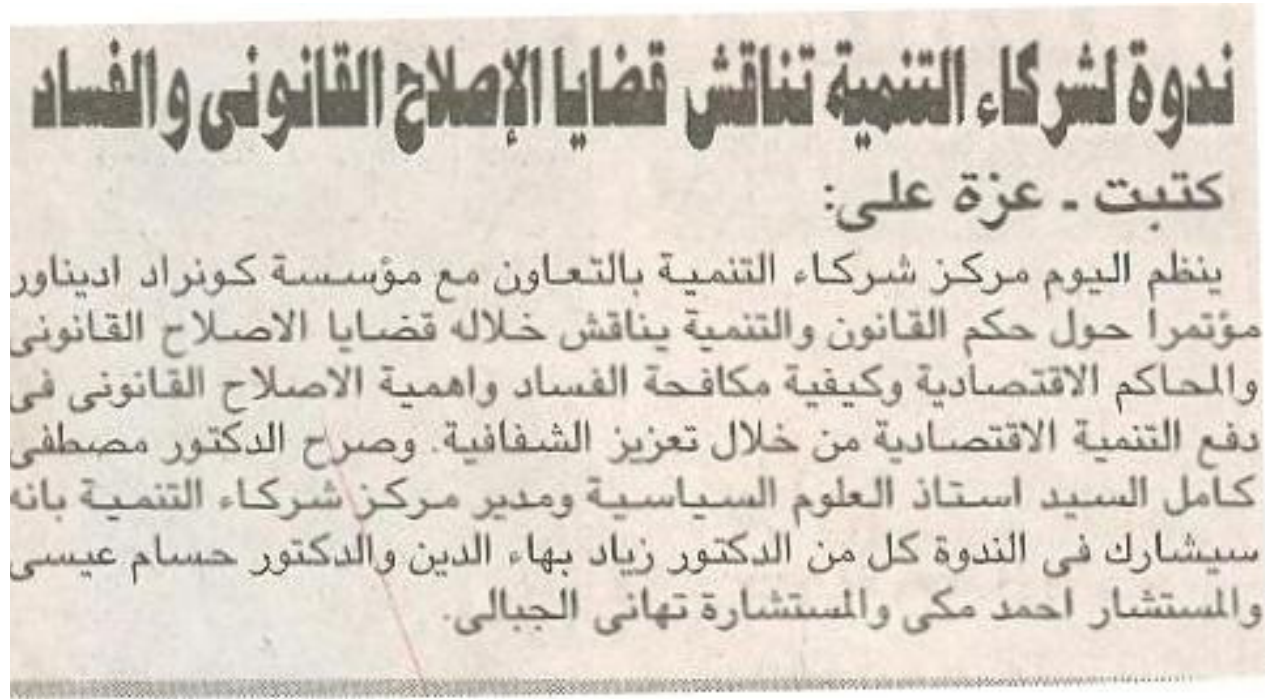 ندوة لشركاء التنمية تناقش قضايا الإصلاح القانونى والفساد
كتبت - عزة على:
ينظم اليوم مركز شركاء التنمية بالتعاون مع مؤسسة كونراد اديناور
مؤتمرا حول حكم القانون والتنمية يناقش خلاله قضايا الاصلاح القانونى
والمحاكم الاقتصادية وكيفية مكافحة الفساد واهمية الاصلاح القانونى فى
دفع التنمية الاقتصادية من خلال تعزيز الشفافية. وصرح الدكتور مصطفى
كامل السيد استاذ العلوم السياسية ومدير مركز شركاء التنمية بانه
سيشارك فى الندوة كل من الدكتور زياد بهاء الدين والدكتور حسام عيسى
والمستشار احمد مكى والمستشارة تهانى الجبالى.